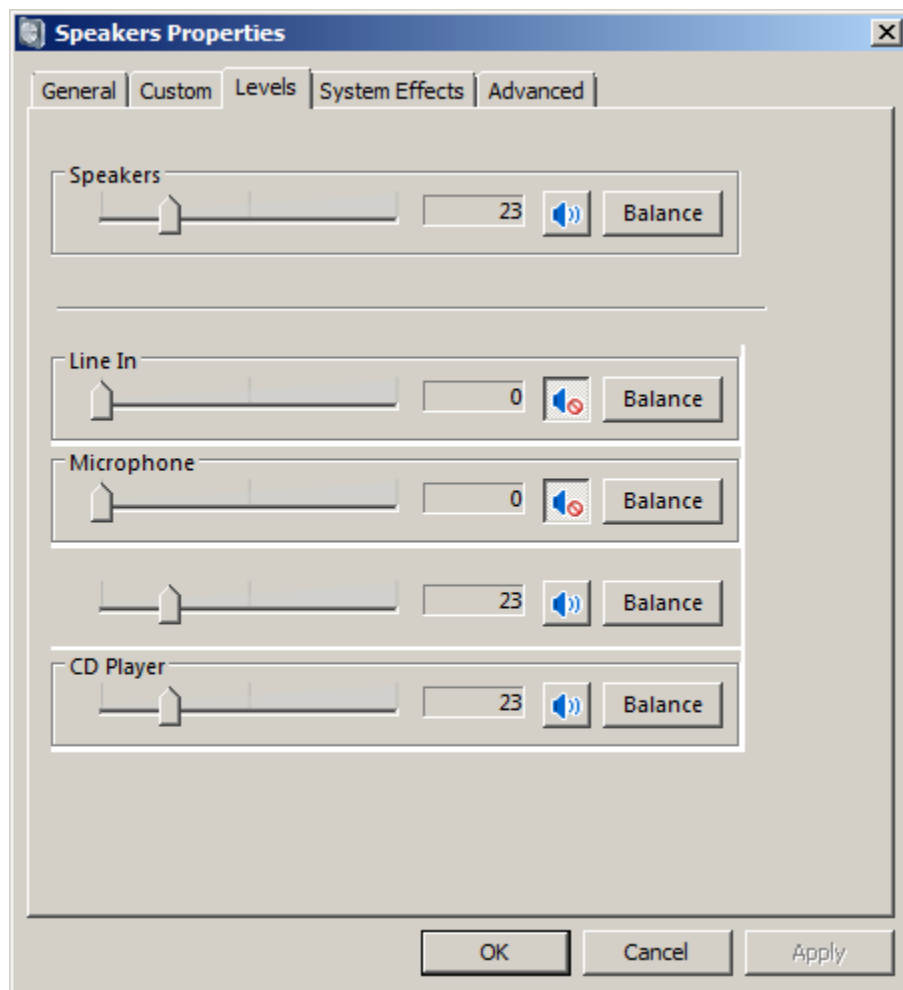 Speakers Properties
General Custom Levels System Effects Advanced
Speakers
23 Balance
Line In
0 Balance
Microphone
0 Balance
23 Balance
CD Player
23 Balance
OK Cancel Apply